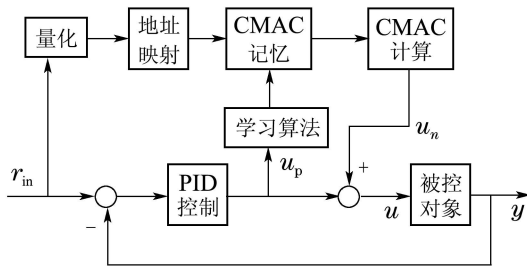 量化
地址
映射
CMAC
记忆
CMAC
计算
学习算法
uₙ
r_in
u_p
+
PID
控制
被控
对象
−
u
y